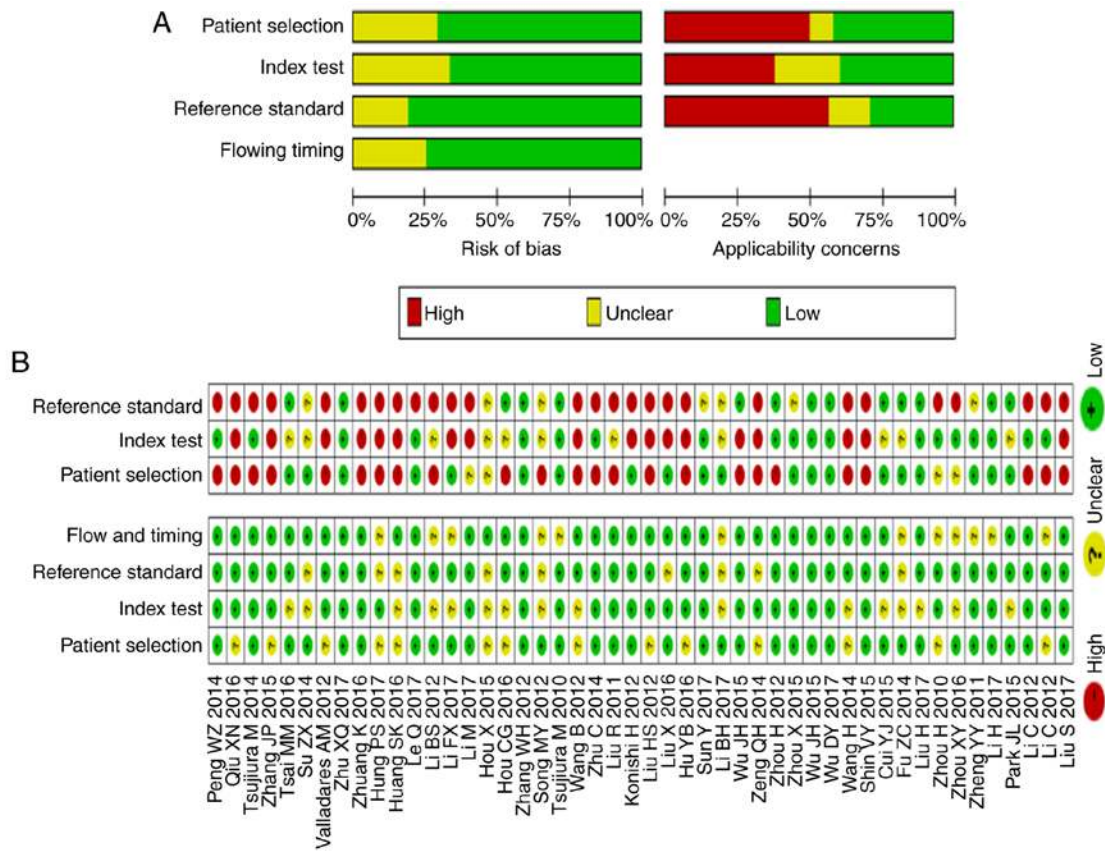 A
Patient selection
Index test
Reference standard
Flowing timing
0% 25% 50% 75% 100% 0% 25% 50% 75% 100%
Risk of bias Applicability concerns
High Unclear Low
B
Reference standard
Index test
Patient selection
Flow and timing
Reference standard
Index test
Patient selection
Peng WZ 2014
Qiu XN 2016
Tsujiura M 2014
Zhang JP 2015
Tsai MM 2016
Su ZX 2014
Valladares AM 2012
Zhu XQ 2017
Zhuang K 2016
Hung PS 2017
Huang SK 2016
Le Q 2017
Li BS 2012
Li FX 2017
Li M 2017
Hou X 2015
Hou CG 2016
Zhang WH 2012
Song MY 2012
Tsujiura M 2010
Wang B 2012
Zhu C 2014
Liu R 2011
Konishi H 2012
Liu HS 2012
Liu X 2016
Hu YB 2016
Sun Y 2017
Li BH 2017
Wu JH 2015
Zeng QH 2014
Zhou H 2012
Zhou X 2015
Wu JH 2015
Wu DY 2017
Wang H 2014
Shin VY 2015
Cui YJ 2015
Fu ZC 2014
Liu H 2017
Zhou H 2010
Zhou XY 2016
Zheng YY 2011
Li H 2017
Park JL 2015
Li C 2012
Li C 2012
Liu S 2017
Low
Unclear
High